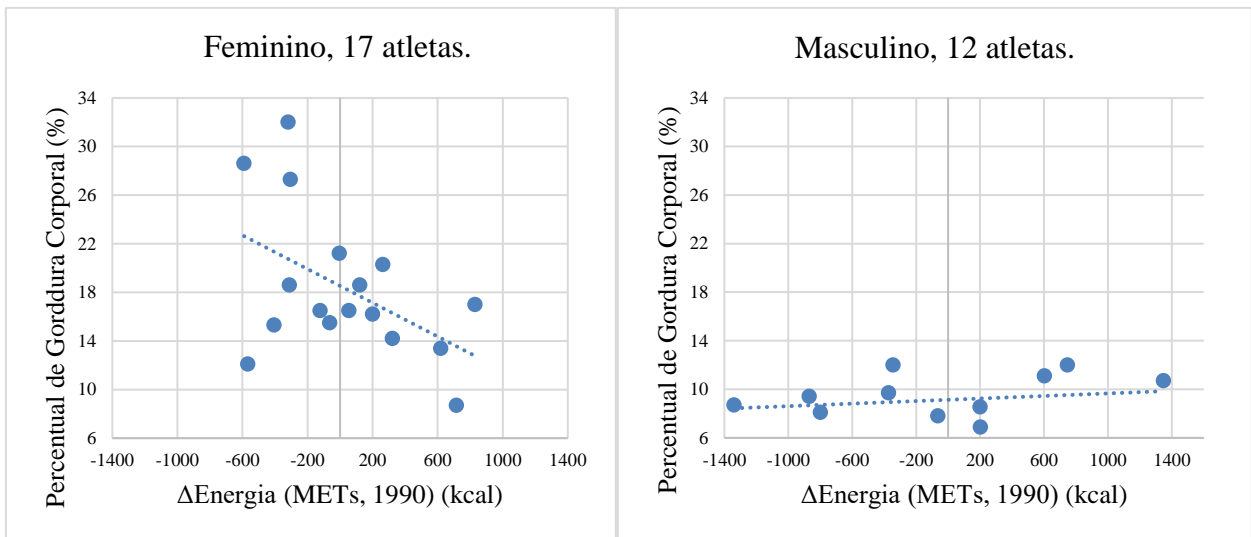 Feminino, 17 atletas.
Percentual de Gorddura Corporal (%)
34
30
26
22
18
14
10
6
-1400 -1000 -600 -200 200 600 1000 1400
ΔEnergia (METs, 1990) (kcal)
Masculino, 12 atletas.
Percentual de Gordura Corporal (%)
34
30
26
22
18
14
10
6
-1400 -1000 -600 -200 200 600 1000 1400
ΔEnergia (METs, 1990) (kcal)